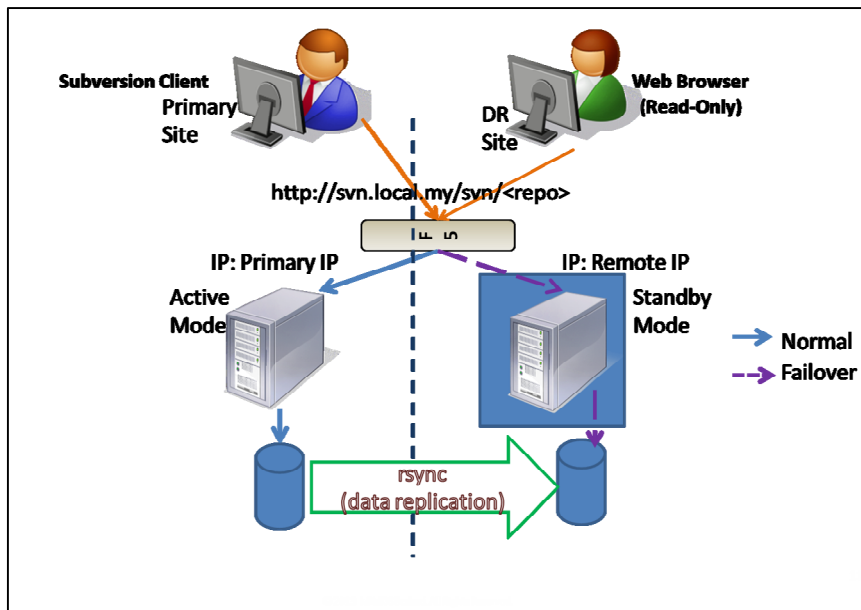 Subversion Client
Primary
Site
Web Browser
(Read-Only)
DR
Site
http://svn.local.my/svn/<repo>
F5
IP: Primary IP
IP: Remote IP
Active
Mode
Standby
Mode
Normal
Failover
rsync
(data replication)